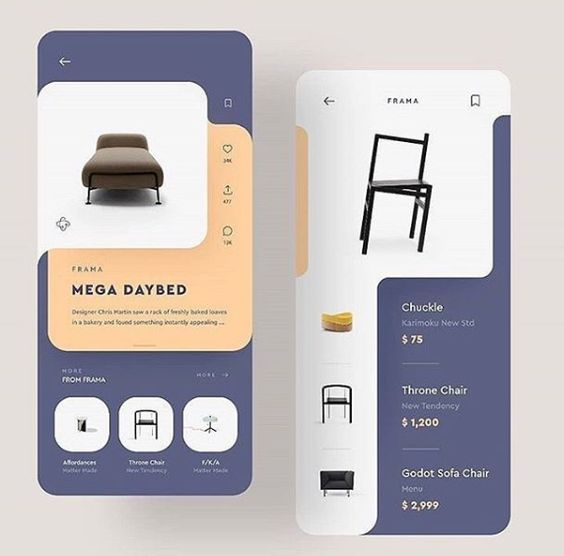 34K
477
12K
FRAMA
MEGA DAYBED
Designer Chris Martin saw a rack of freshly baked loaves
in a bakery and found something instantly appealing ...
MORE
FROM FRAMA
MORE →
Affordances
Matter Made
Throne Chair
New Tendency
F/K/A
Matter Made
FRAMA
Chuckle
Karimoku New Std
$ 75
Throne Chair
New Tendency
$ 1,200
Godot Sofa Chair
Menu
$ 2,999